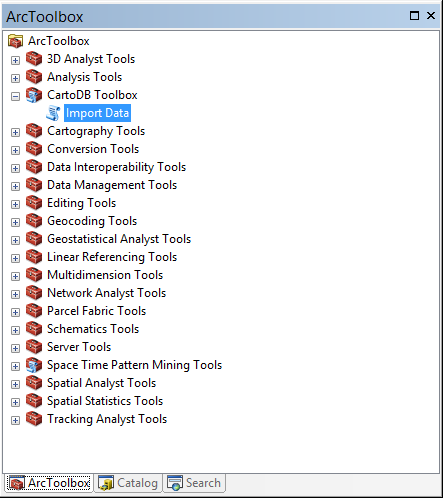 ArcToolbox
ArcToolbox
3D Analyst Tools
Analysis Tools
CartoDB Toolbox
Import Data
Cartography Tools
Conversion Tools
Data Interoperability Tools
Data Management Tools
Editing Tools
Geocoding Tools
Geostatistical Analyst Tools
Linear Referencing Tools
Multidimension Tools
Network Analyst Tools
Parcel Fabric Tools
Schematics Tools
Server Tools
Space Time Pattern Mining Tools
Spatial Analyst Tools
Spatial Statistics Tools
Tracking Analyst Tools
ArcToolbox Catalog Search